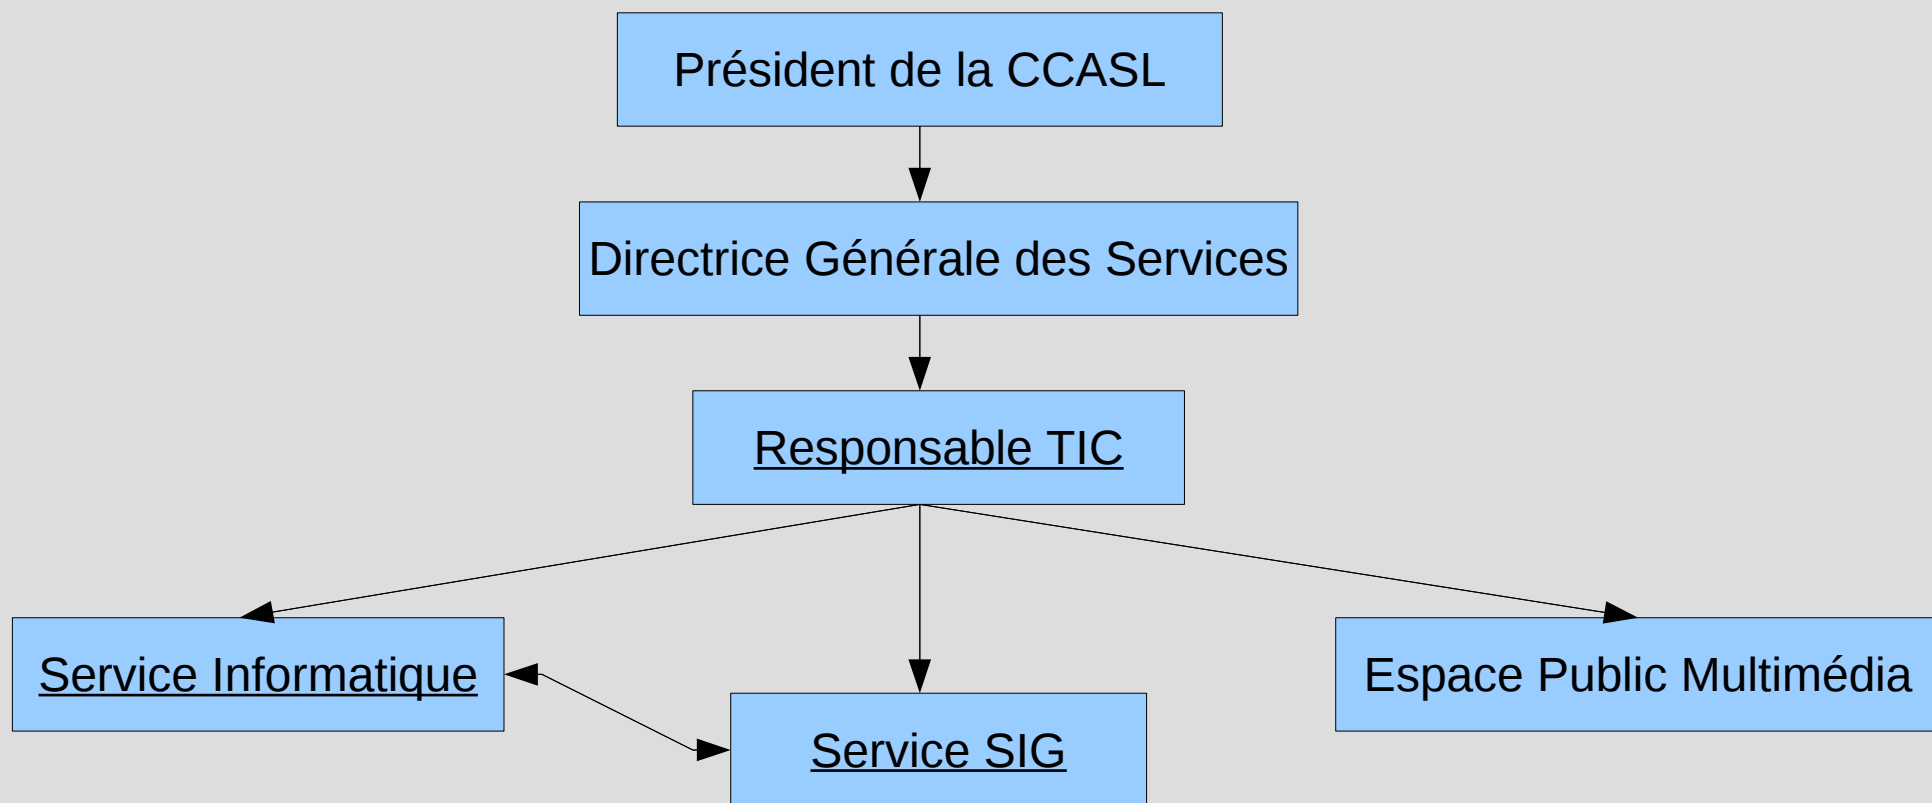 Président de la CCASL
Directrice Générale des Services
Responsable TIC
Service Informatique
Espace Public Multimédia
Service SIG